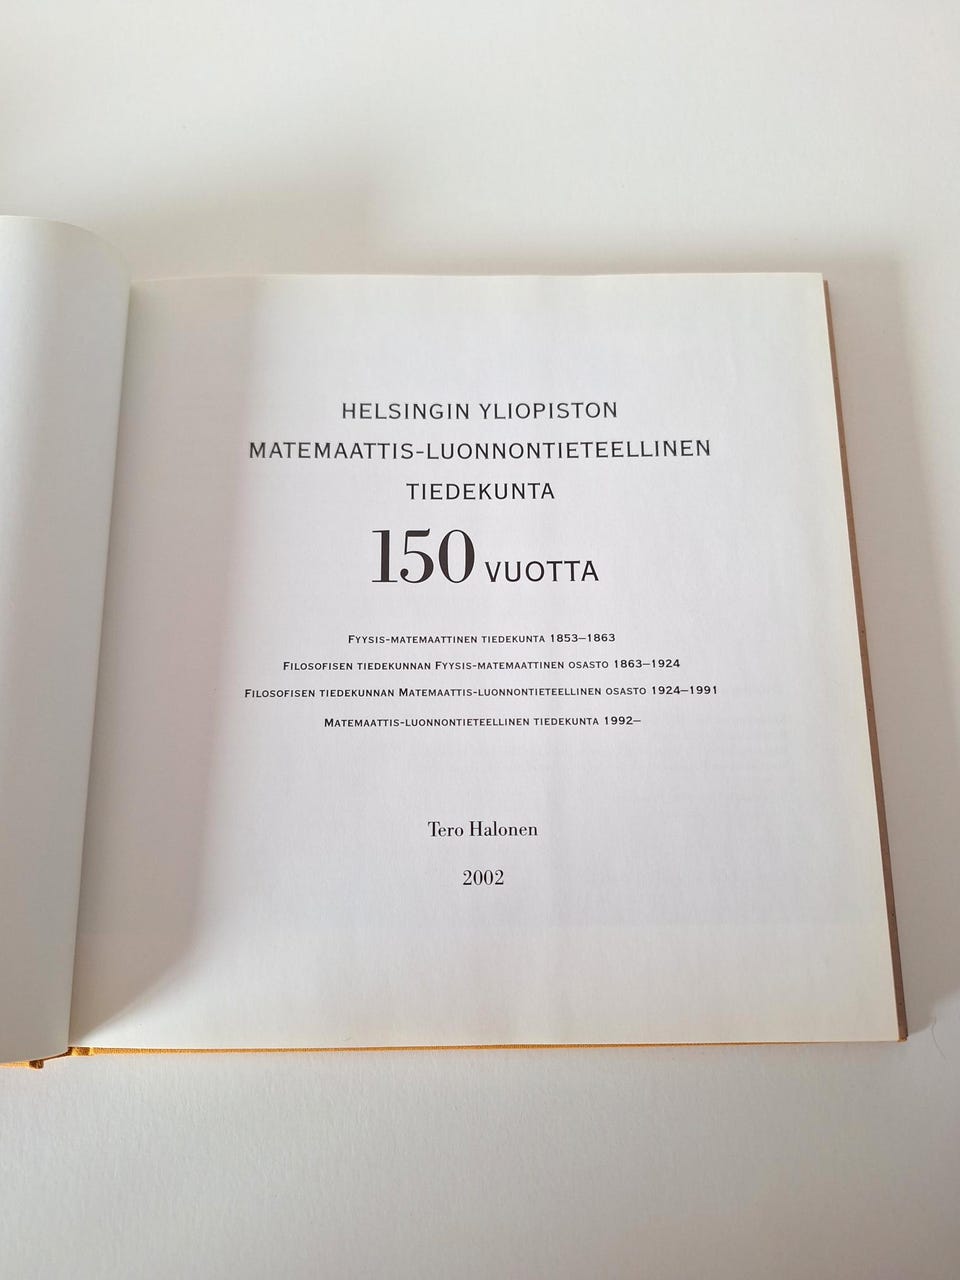 HELSINGIN YLIOPISTON
MATEMAATTIS-LUONNONTIETEELLINEN
TIEDEKUNTA
150 VUOTTA
FYYSIS-MATEMAATTINEN TIEDEKUNTA 1853–1863
FILOSOFISEN TIEDEKUNNAN FYYSIS-MATEMAATTINEN OSASTO 1863–1924
FILOSOFISEN TIEDEKUNNAN MATEMAATTIS-LUONNONTIETEELLINEN OSASTO 1924–1991
MATEMAATTIS-LUONNONTIETEELLINEN TIEDEKUNTA 1992–
Tero Halonen
2002